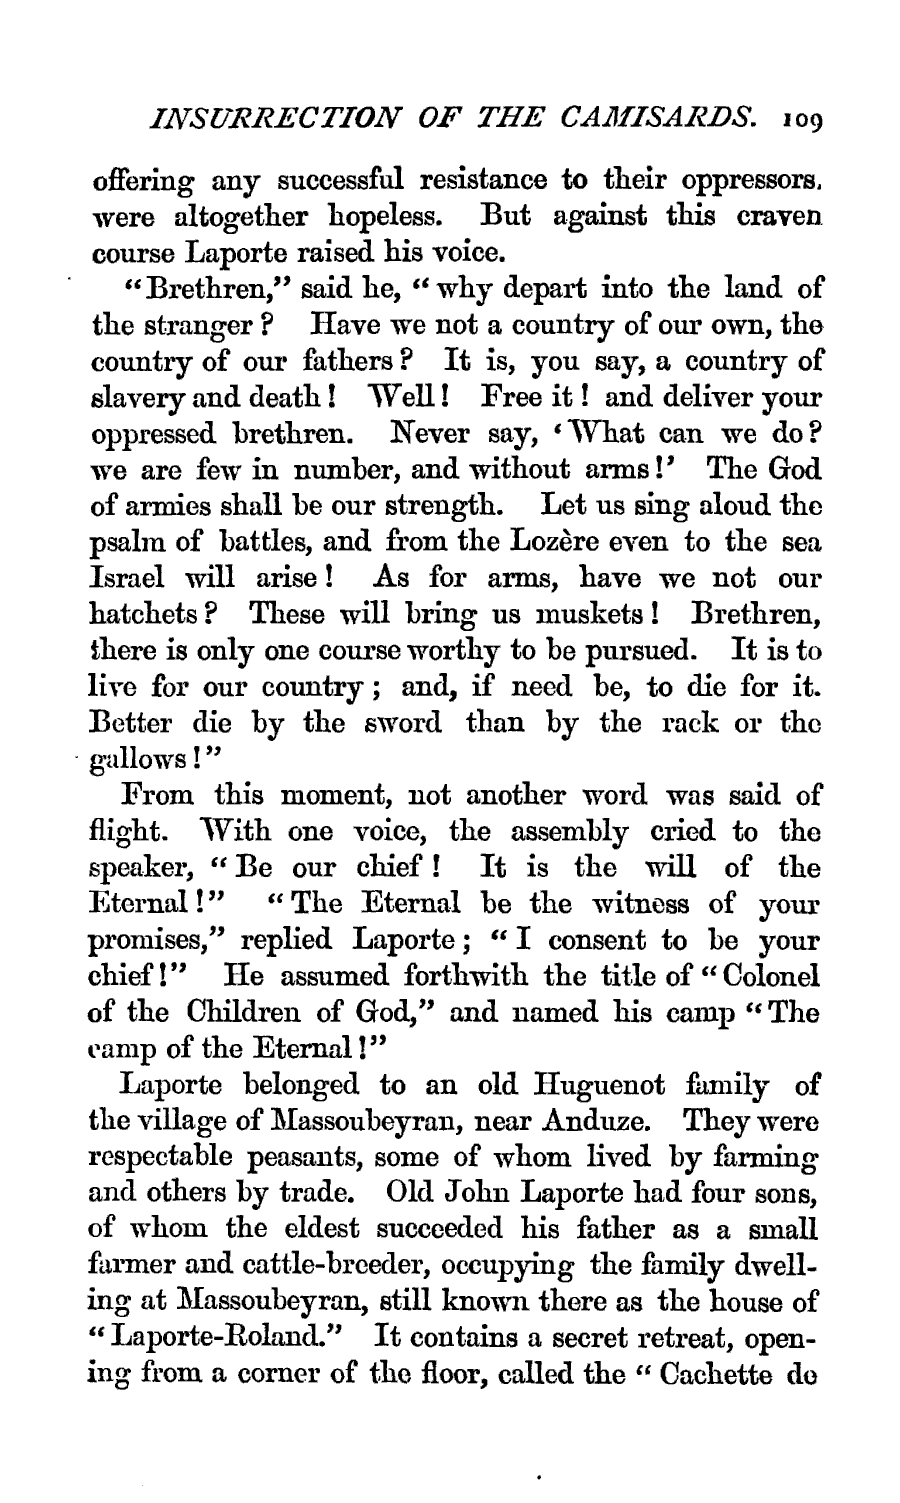 INSURRECTION OF THE CAMISARDS. 109
offering any successful resistance to their oppressors,
were altogether hopeless. But against this craven
course Laporte raised his voice.
"Brethren," said he, "why depart into the land of
the stranger? Have we not a country of our own, the
country of our fathers? It is, you say, a country of
slavery and death! Well! Free it! and deliver your
oppressed brethren. Never say, 'What can we do?
we are few in number, and without arms!' The God
of armies shall be our strength. Let us sing aloud the
psalm of battles, and from the Lozère even to the sea
Israel will arise! As for arms, have we not our
hatchets? These will bring us muskets! Brethren,
there is only one course worthy to be pursued. It is to
live for our country; and, if need be, to die for it.
Better die by the sword than by the rack or the
gallows!"
From this moment, not another word was said of
flight. With one voice, the assembly cried to the
speaker, "Be our chief! It is the will of the
Eternal!" "The Eternal be the witness of your
promises," replied Laporte; "I consent to be your
chief!" He assumed forthwith the title of "Colonel
of the Children of God," and named his camp "The
camp of the Eternal!"
Laporte belonged to an old Huguenot family of
the village of Massoubeyran, near Anduze. They were
respectable peasants, some of whom lived by farming
and others by trade. Old John Laporte had four sons,
of whom the eldest succeeded his father as a small
farmer and cattle-breeder, occupying the family dwell-
ing at Massoubeyran, still known there as the house of
"Laporte-Roland." It contains a secret retreat, open-
ing from a corner of the floor, called the "Cachette de